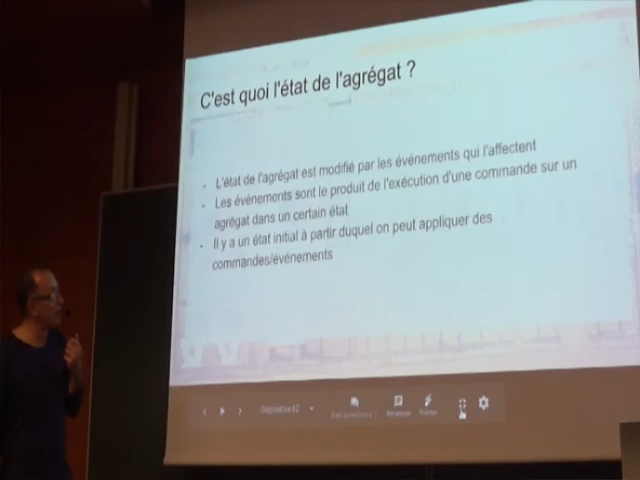 C'est quoi l'état de l'agrégat ?
- L'état de l'agrégat est modifié par les événements qui l'affectent
- Les événements sont le produit de l'exécution d'une commande sur un
agrégat dans un certain état
- Il y a un état initial à partir duquel on peut appliquer des
commandes/événements
Diapositive 62